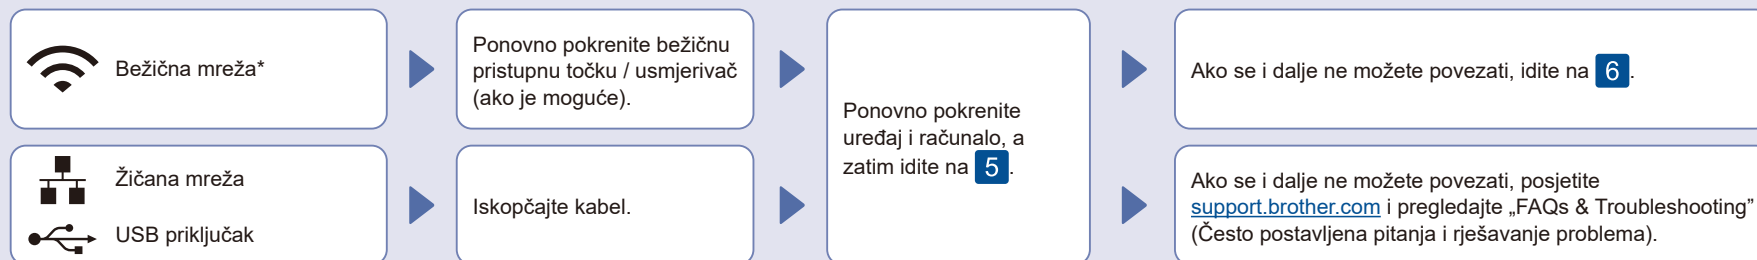 Bežična mreža*
Ponovno pokrenite bežičnu
pristupnu točku / usmjerivač
(ako je moguće).
Ponovno pokrenite
uređaj i računalo, a
zatim idite na 5.
Ako se i dalje ne možete povezati, idite na 6.
Žičana mreža
USB priključak
Iskopčajte kabel.
Ako se i dalje ne možete povezati, posjetite
support.brother.com i pregledajte „FAQs & Troubleshooting”
(Često postavljena pitanja i rješavanje problema).